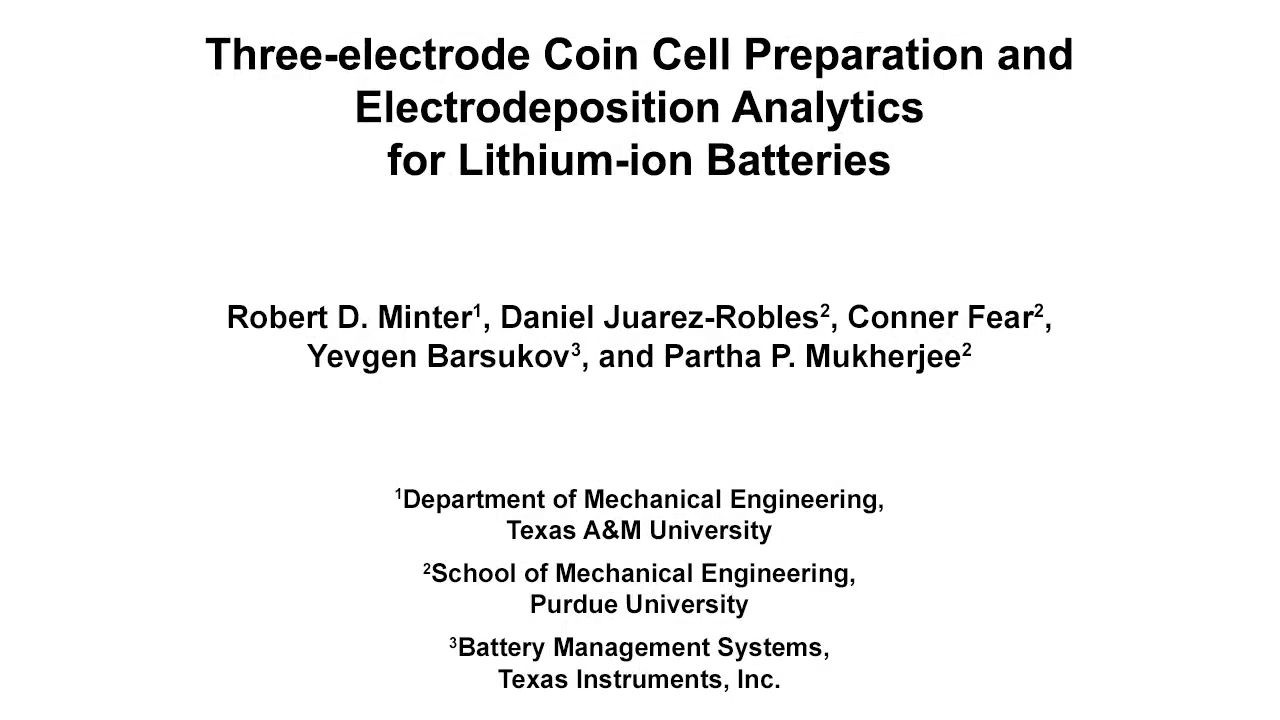 Three-electrode Coin Cell Preparation and
Electrodeposition Analytics
for Lithium-ion Batteries
Robert D. Minter¹, Daniel Juarez-Robles², Conner Fear²,
Yevgen Barsukov³, and Partha P. Mukherjee²
¹Department of Mechanical Engineering,
Texas A&M University
²School of Mechanical Engineering,
Purdue University
³Battery Management Systems,
Texas Instruments, Inc.